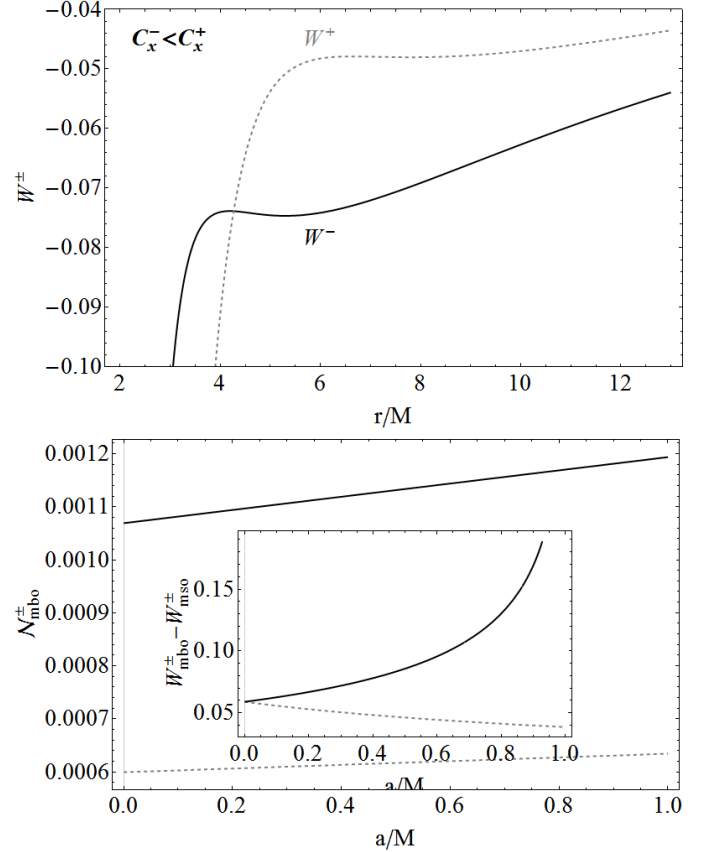 −0.04
C_x^- < C_x^+
W^+
−0.05
−0.06
W^±
−0.07
−0.08
W^-
−0.09
−0.10
2 4 6 8 10 12
r/M
0.0012
0.0011
0.0010
0.0009
0.0008
0.0007
0.0006
𝒩_mbo^±
W_mbo^± − W_mso^±
0.15
0.10
0.05
0.0 0.2 0.4 0.6 0.8 1.0
a/M
0.0 0.2 0.4 0.6 0.8 1.0
a/M